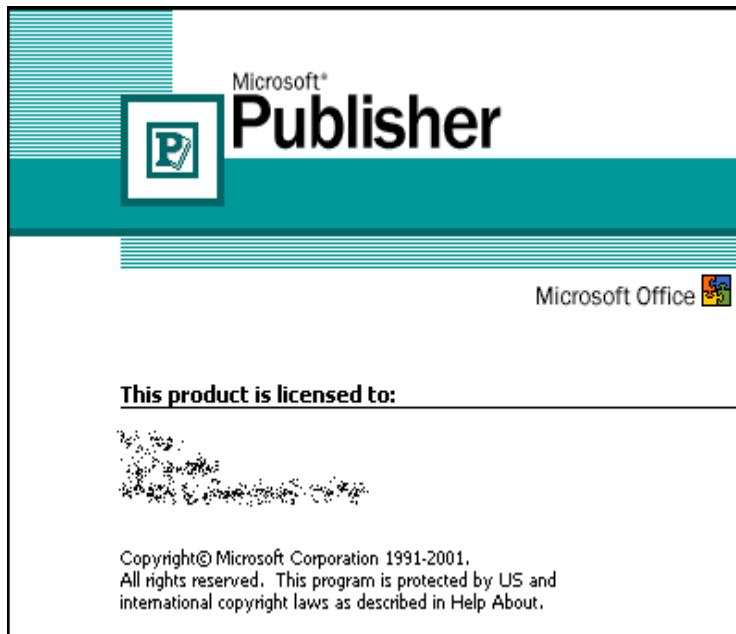 Microsoft®
Publisher
Microsoft Office
This product is licensed to:
Copyright© Microsoft Corporation 1991-2001.
All rights reserved.  This program is protected by US and
international copyright laws as described in Help About.